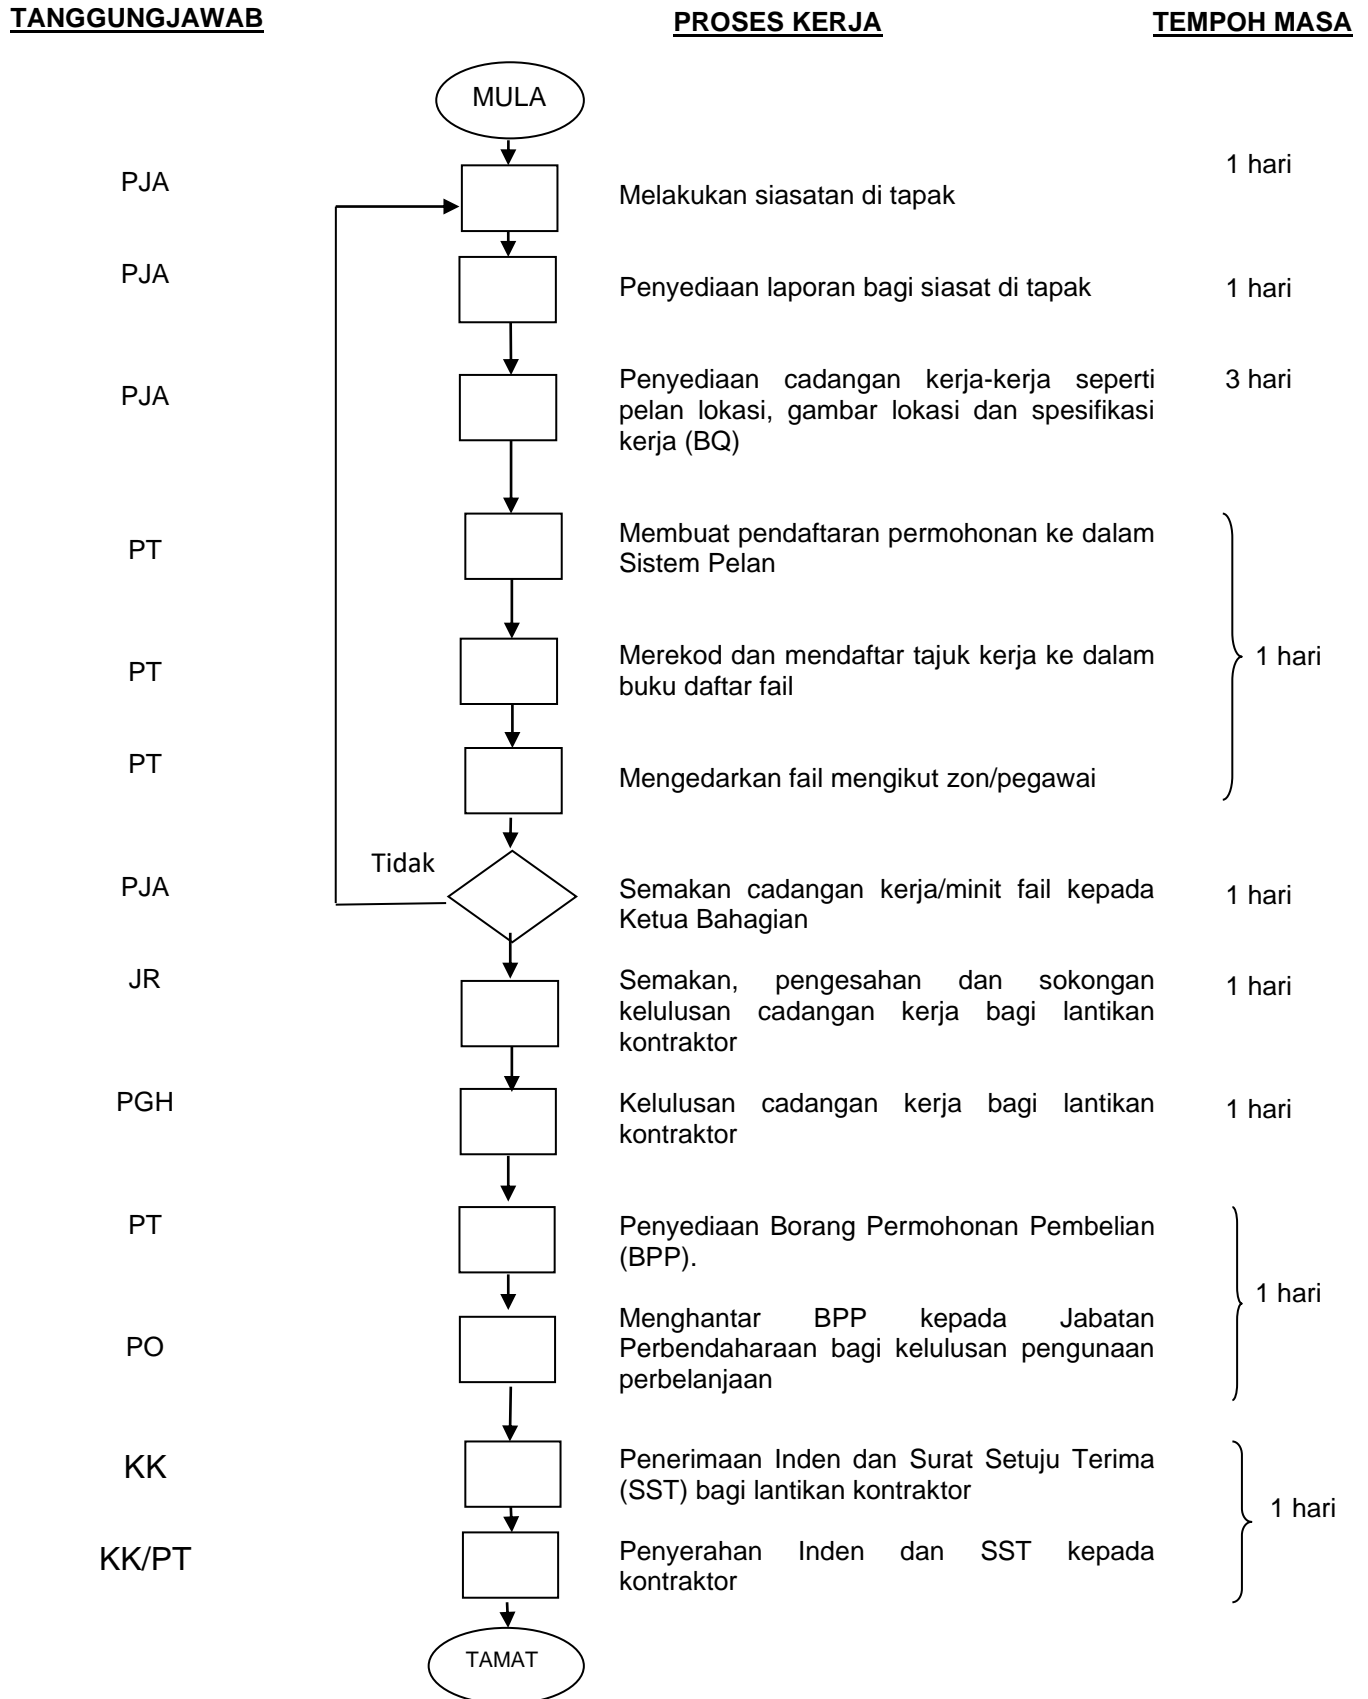 TANGGUNGJAWAB
PROSES KERJA
TEMPOH MASA
MULA
PJA
Melakukan siasatan di tapak
1 hari
PJA
Penyediaan laporan bagi siasat di tapak
1 hari
PJA
Penyediaan cadangan kerja-kerja seperti
pelan lokasi, gambar lokasi dan spesifikasi
kerja (BQ)
3 hari
PT
Membuat pendaftaran permohonan ke dalam
Sistem Pelan
PT
Merekod dan mendaftar tajuk kerja ke dalam
buku daftar fail
1 hari
PT
Mengedarkan fail mengikut zon/pegawai
Tidak
PJA
Semakan cadangan kerja/minit fail kepada
Ketua Bahagian
1 hari
JR
Semakan, pengesahan dan sokongan
kelulusan cadangan kerja bagi lantikan
kontraktor
1 hari
PGH
Kelulusan cadangan kerja bagi lantikan
kontraktor
1 hari
PT
Penyediaan Borang Permohonan Pembelian
(BPP).
1 hari
PO
Menghantar BPP kepada Jabatan
Perbendaharaan bagi kelulusan pengunaan
perbelanjaan
KK
Penerimaan Inden dan Surat Setuju Terima
(SST) bagi lantikan kontraktor
1 hari
KK/PT
Penyerahan Inden dan SST kepada
kontraktor
TAMAT